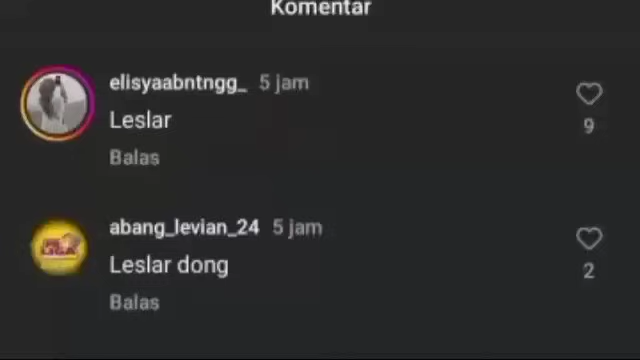 Komentar
elisyaabntngg_ 5 jam
Leslar
9
Balas
abang_levian_24 5 jam
Leslar dong
2
Balas